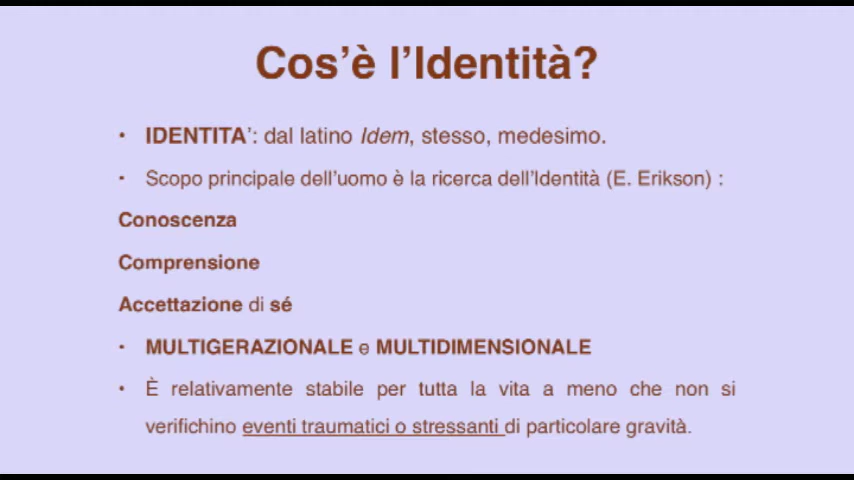 Cos’è l’Identità?
• IDENTITA’: dal latino Idem, stesso, medesimo.
• Scopo principale dell’uomo è la ricerca dell’Identità (E. Erikson) :
Conoscenza
Comprensione
Accettazione di sé
• MULTIGERAZIONALE e MULTIDIMENSIONALE
• È relativamente stabile per tutta la vita a meno che non si
verifichino eventi traumatici o stressanti di particolare gravità.